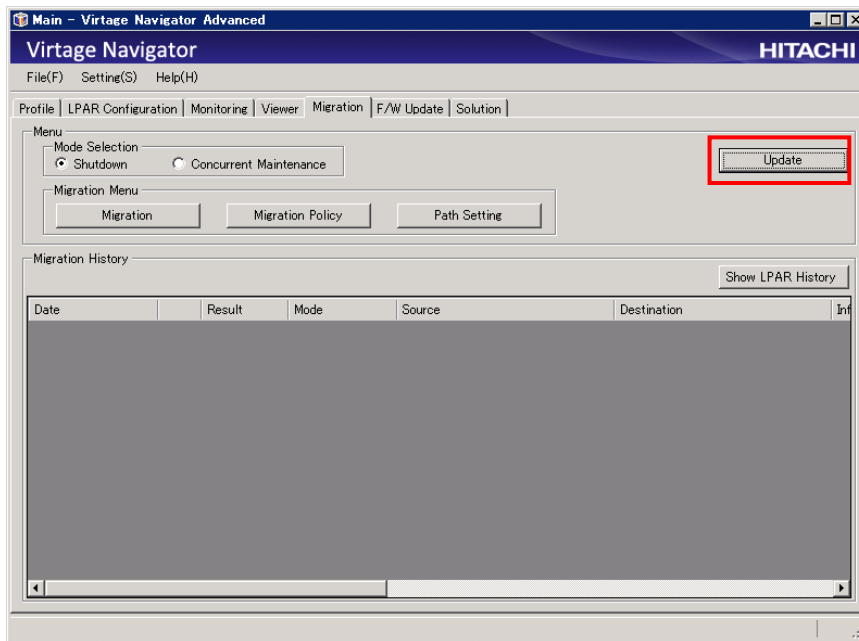 Main - Virtage Navigator Advanced
Virtage Navigator HITACHI
File(F) Setting(S) Help(H)
Profile LPAR Configuration Monitoring Viewer Migration F/W Update Solution
Menu
Mode Selection
Shutdown Concurrent Maintenance
Update
Migration Menu
Migration Migration Policy Path Setting
Migration History
Show LPAR History
Date Result Mode Source Destination Inf